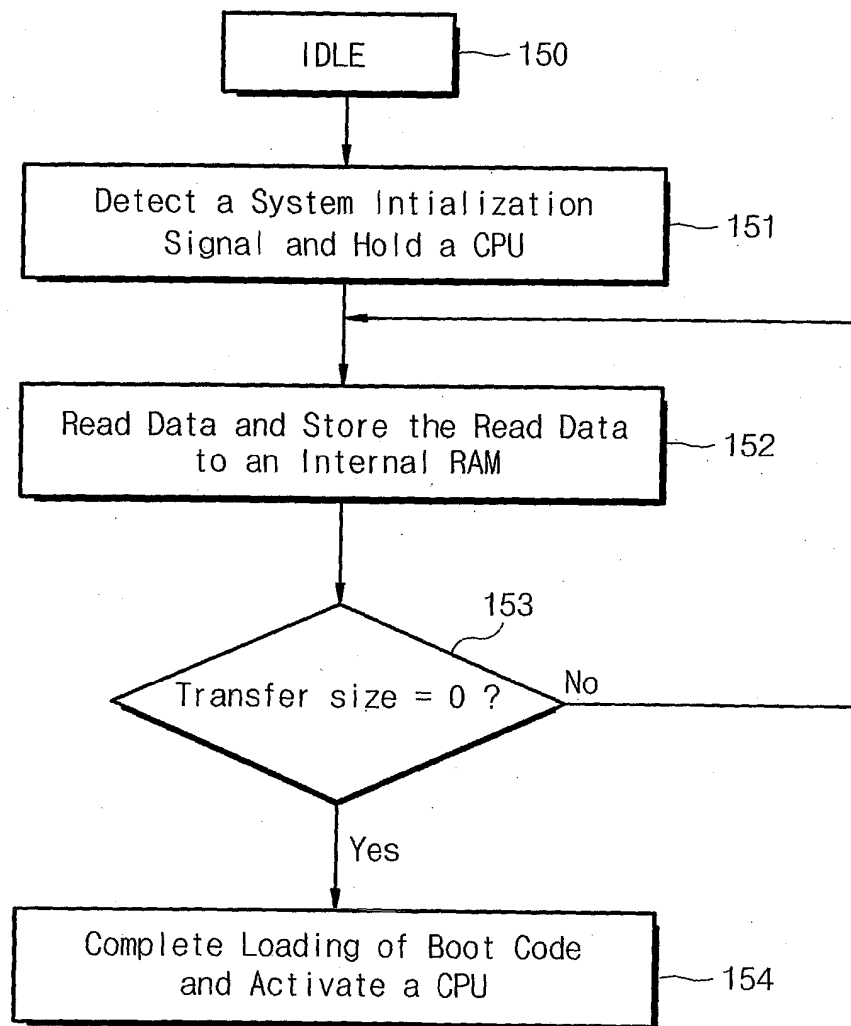 IDLE
150
Detect a System Intialization
Signal and Hold a CPU
151
Read Data and Store the Read Data
to an Internal RAM
152
153
Transfer size = 0 ?
No
Yes
Complete Loading of Boot Code
and Activate a CPU
154